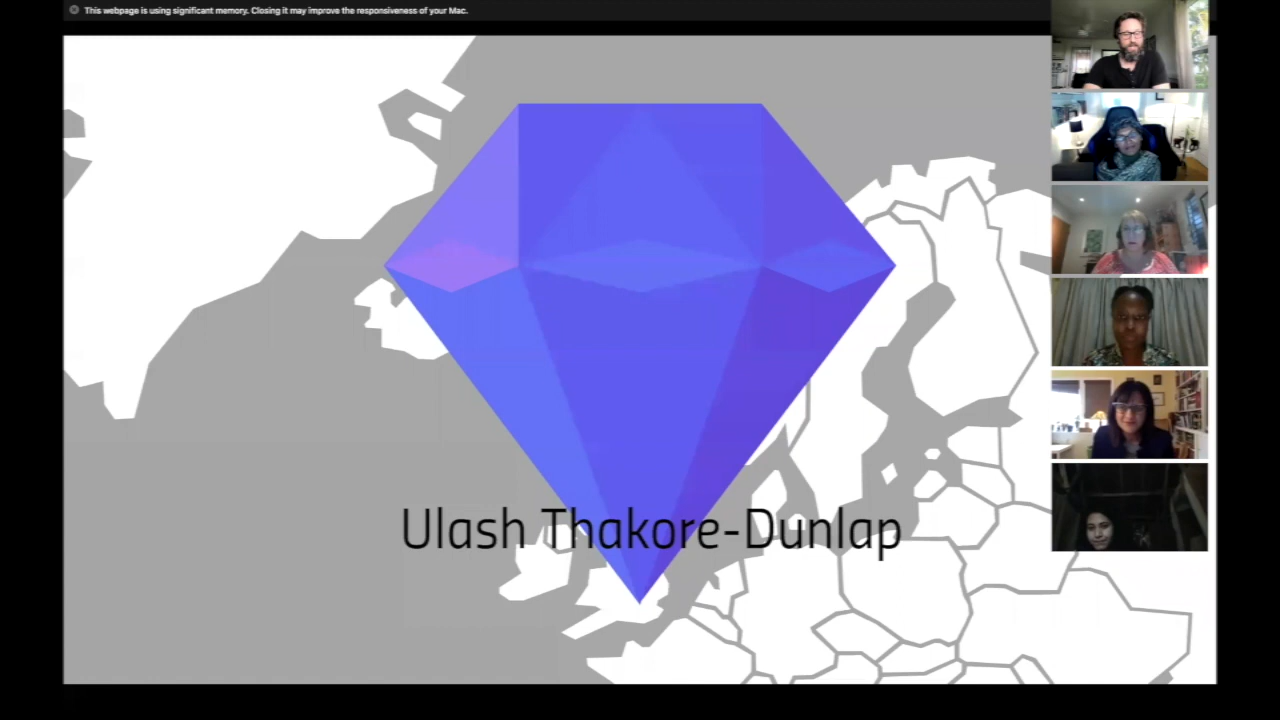 This webpage is using significant memory. Closing it may improve the responsiveness of your Mac.
Ulash Thakore-Dunlap